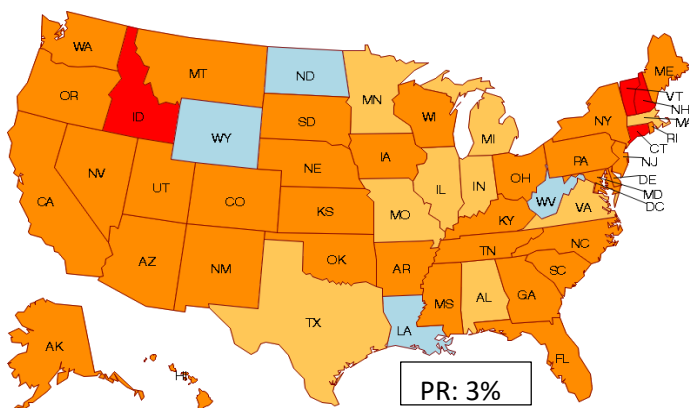 WA
MT
ND
MN
ME
VT
NH
MA
RI
CT
NY
OR
ID
SD
WI
MI
WY
IA
PA
NJ
NE
OH
DE
MD
DC
NV
UT
CO
IL
IN
WV
VA
CA
KS
MO
KY
NC
TN
AZ
NM
OK
AR
SC
MS
AL
GA
TX
LA
FL
AK
PR: 3%